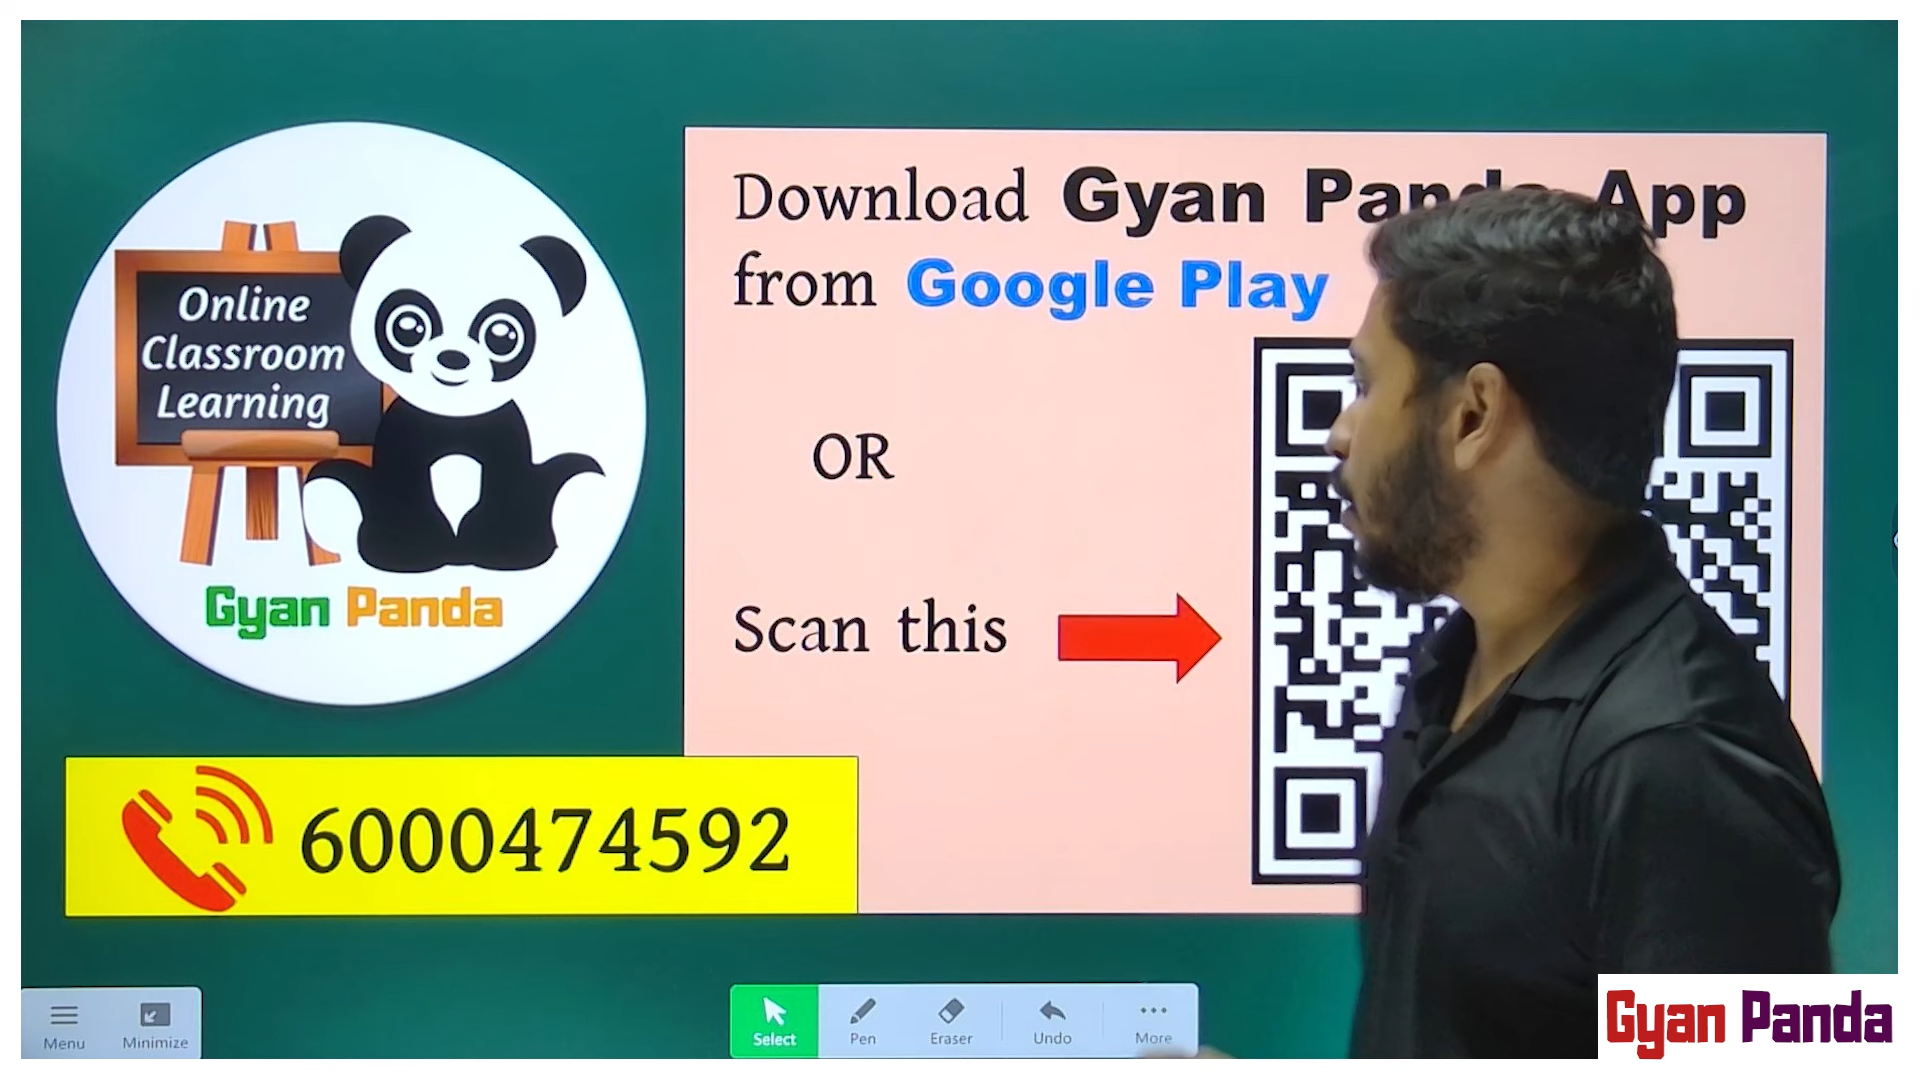 Online
Classroom
Learning
Gyan Panda
Download Gyan Panda App
from Google Play
OR
Scan this
6000474592
Menu
Minimize
Select
Pen
Eraser
Undo
More
Gyan Panda